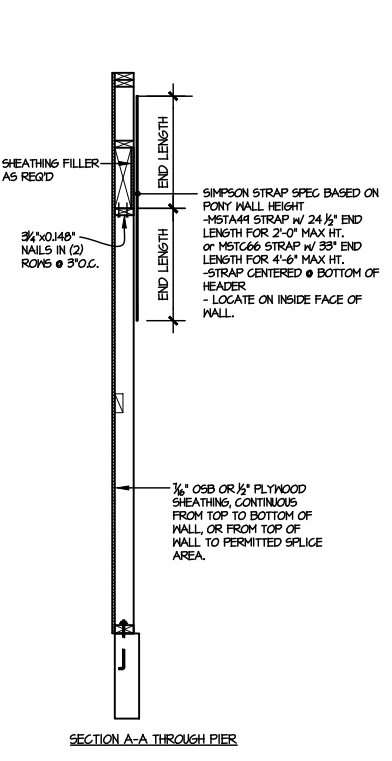 END LENGTH
SHEATHING FILLER
AS REQ'D
SIMPSON STRAP SPEC BASED ON
PONY WALL HEIGHT
-MSTA49 STRAP W/ 24 ½" END
LENGTH FOR 2'-0" MAX HT.
or MSTC66 STRAP W/ 33" END
LENGTH FOR 4'-6" MAX HT.
-STRAP CENTERED @ BOTTOM OF
HEADER
- LOCATE ON INSIDE FACE OF
WALL.
3¼"x0.148"
NAILS IN (2)
ROWS @ 3"O.C.
END LENGTH
7/16" OSB OR ½" PLYWOOD
SHEATHING, CONTINUOUS
FROM TOP TO BOTTOM OF
WALL, OR FROM TOP OF
WALL TO PERMITTED SPLICE
AREA.
SECTION A-A THROUGH PIER